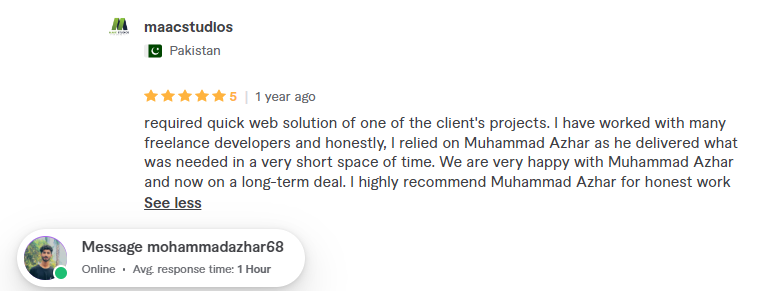 maacstudios
Pakistan
5 | 1 year ago
required quick web solution of one of the client's projects. I have worked with many
freelance developers and honestly, I relied on Muhammad Azhar as he delivered what
was needed in a very short space of time. We are very happy with Muhammad Azhar
and now on a long-term deal. I highly recommend Muhammad Azhar for honest work
See less
Message mohammadazhar68
Online • Avg. response time: 1 Hour